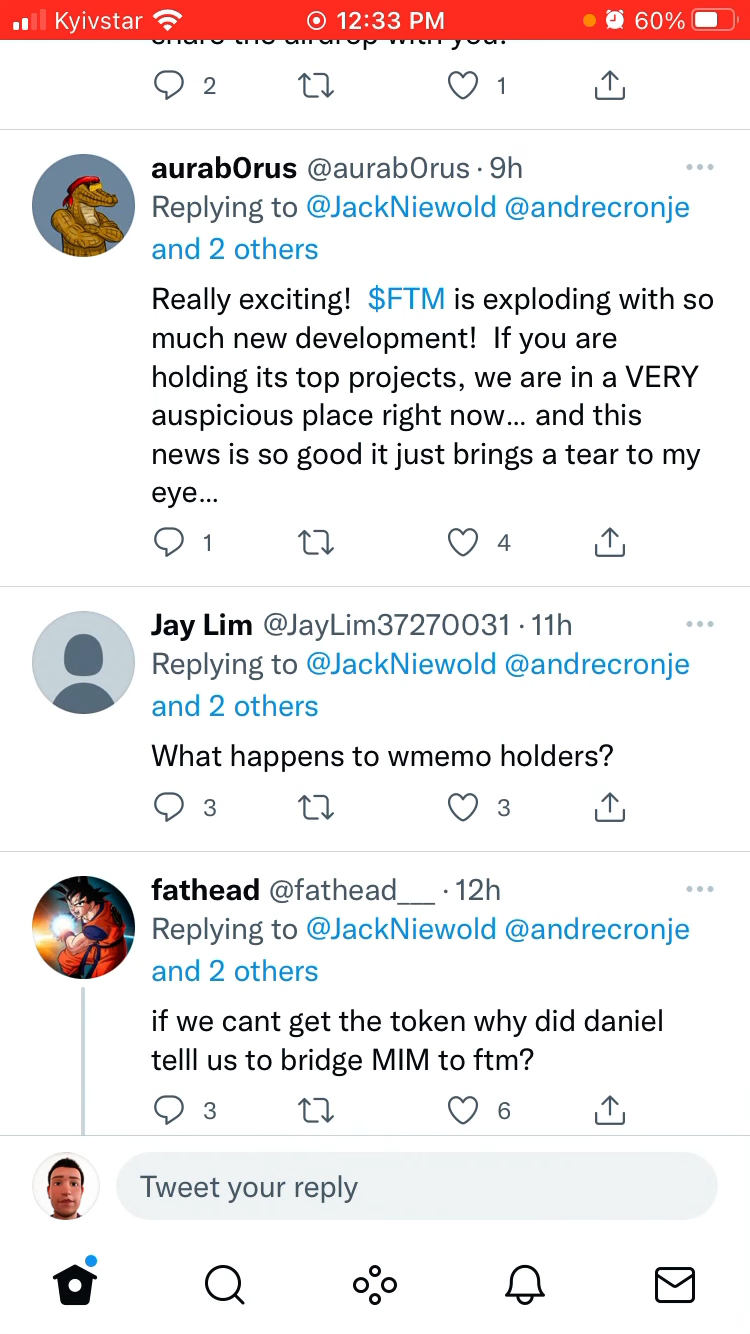 Kyivstar 12:33 PM 60%
share the airdrop with you?
2 1
aurab0rus @aurab0rus · 9h
Replying to @JackNiewold @andrecronje
and 2 others
Really exciting!  $FTM is exploding with so
much new development!  If you are
holding its top projects, we are in a VERY
auspicious place right now... and this
news is so good it just brings a tear to my
eye...
1 4
Jay Lim @JayLim37270031 · 11h
Replying to @JackNiewold @andrecronje
and 2 others
What happens to wmemo holders?
3 3
fathead @fathead___ · 12h
Replying to @JackNiewold @andrecronje
and 2 others
if we cant get the token why did daniel
telll us to bridge MIM to ftm?
3 6
Tweet your reply